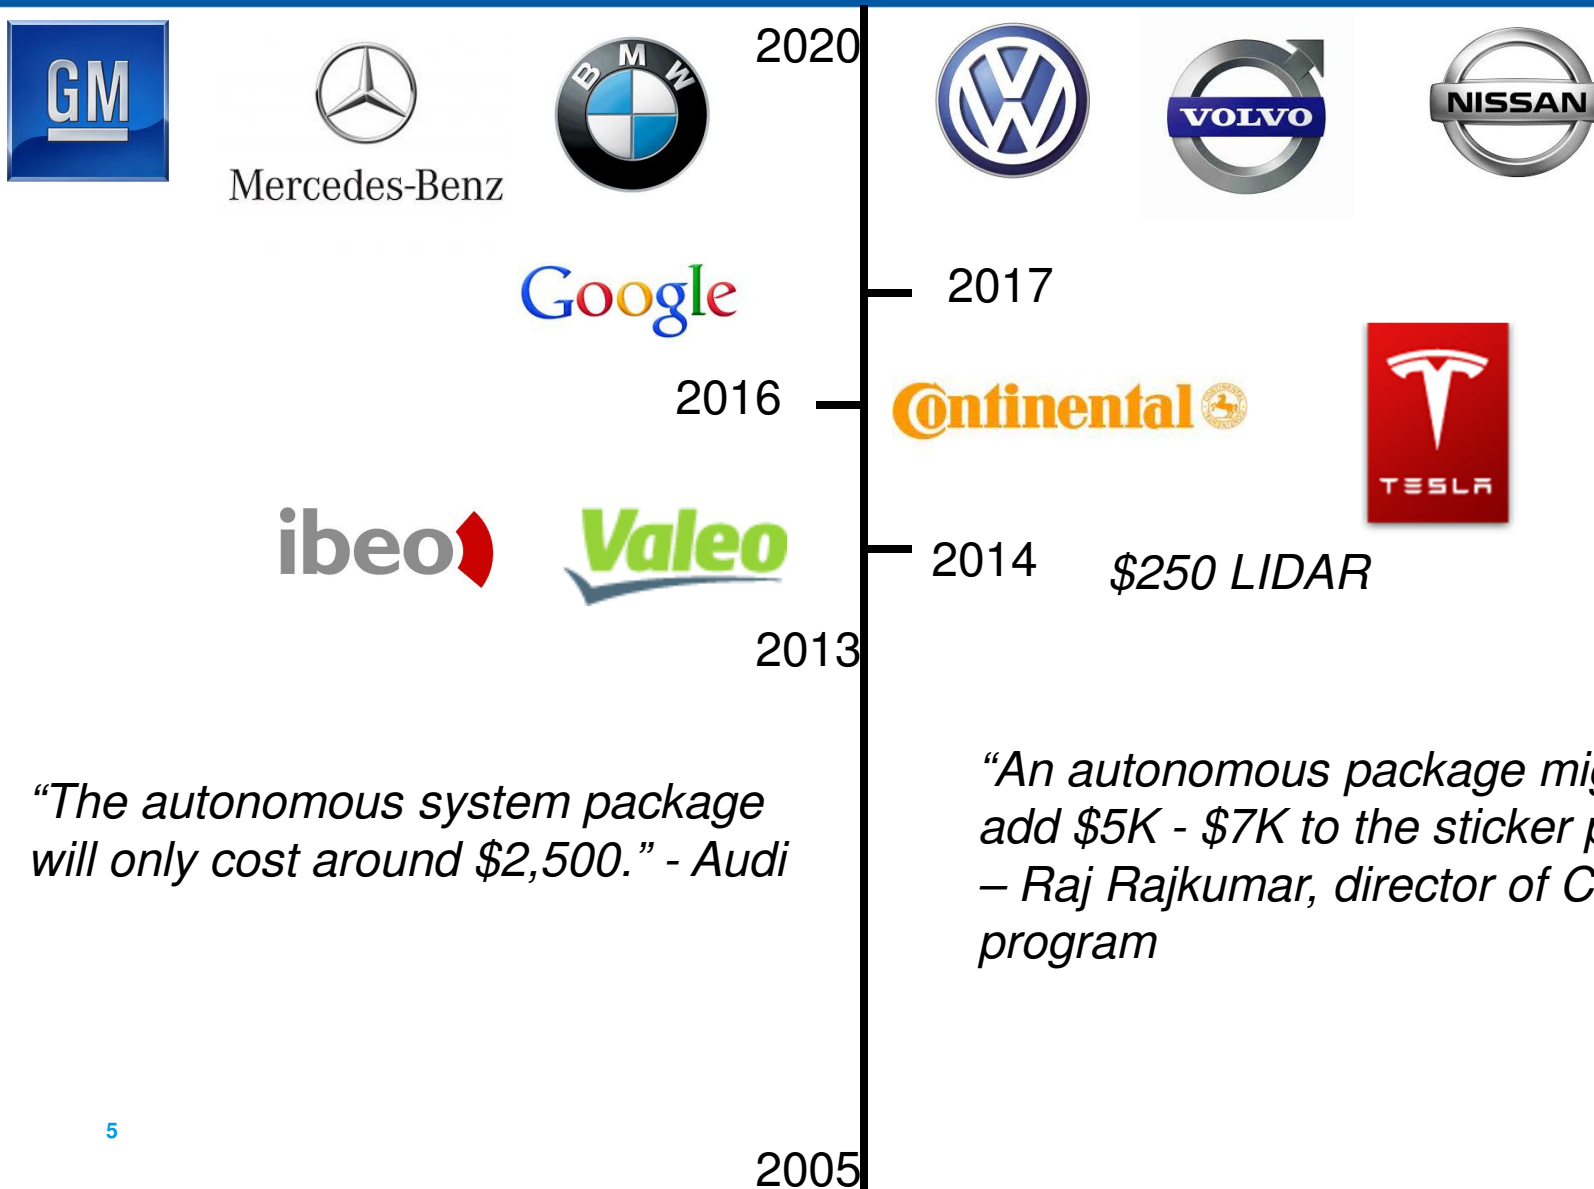 GM
Mercedes-Benz
BMW
2020
VOLVO
NISSAN
Google
2017
2016
Continental
TESLA
ibeo
Valeo
2014
$250 LIDAR
2013
“The autonomous system package
will only cost around $2,500.” - Audi
“An autonomous package
add $5K - $7K to the sticker
– Raj Rajkumar, director of
program
5
2005